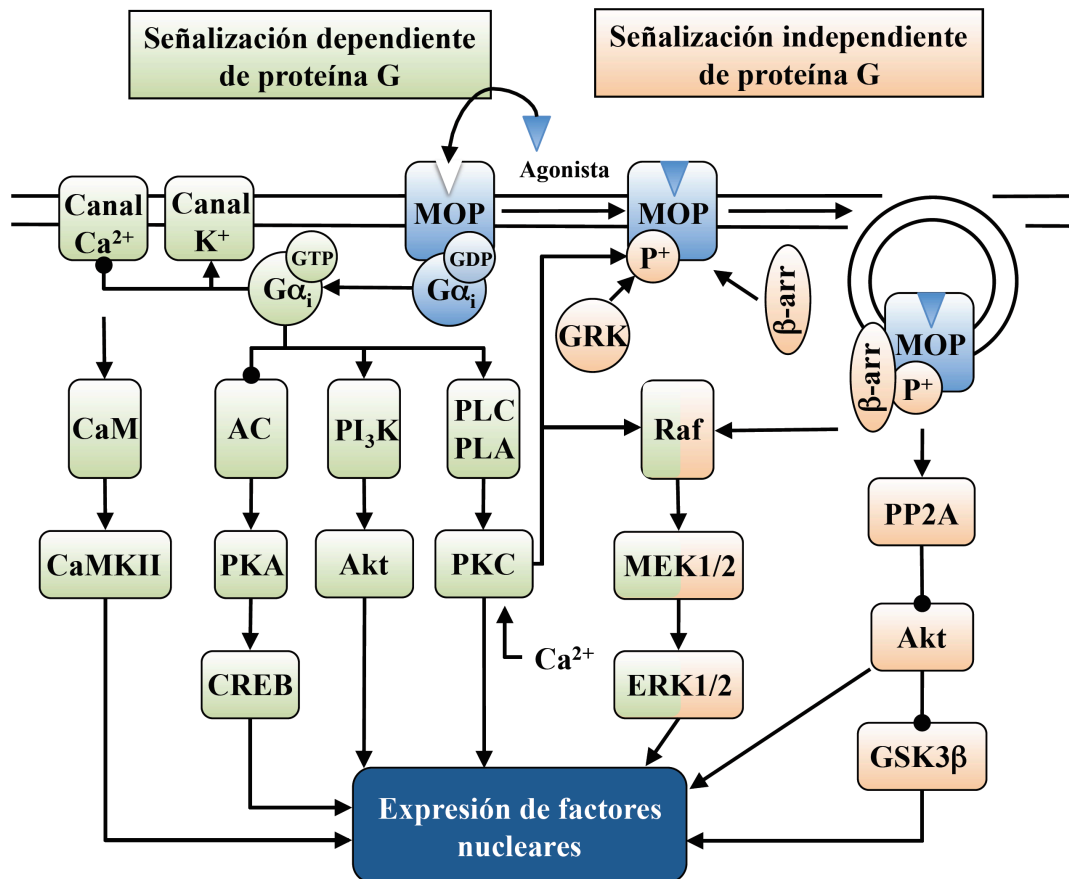 Señalización dependiente
de proteína G
Señalización independiente
de proteína G
Agonista
Canal
Ca²⁺
Canal
K⁺
MOP
MOP
GTP
Gαᵢ
GDP
Gαᵢ
P⁺
GRK
β-arr
MOP
β-arr
P⁺
CaM
AC
PI₃K
PLC
PLA
Raf
PP2A
CaMKII
PKA
Akt
PKC
MEK1/2
Ca²⁺
Akt
CREB
ERK1/2
GSK3β
Expresión de factores
nucleares